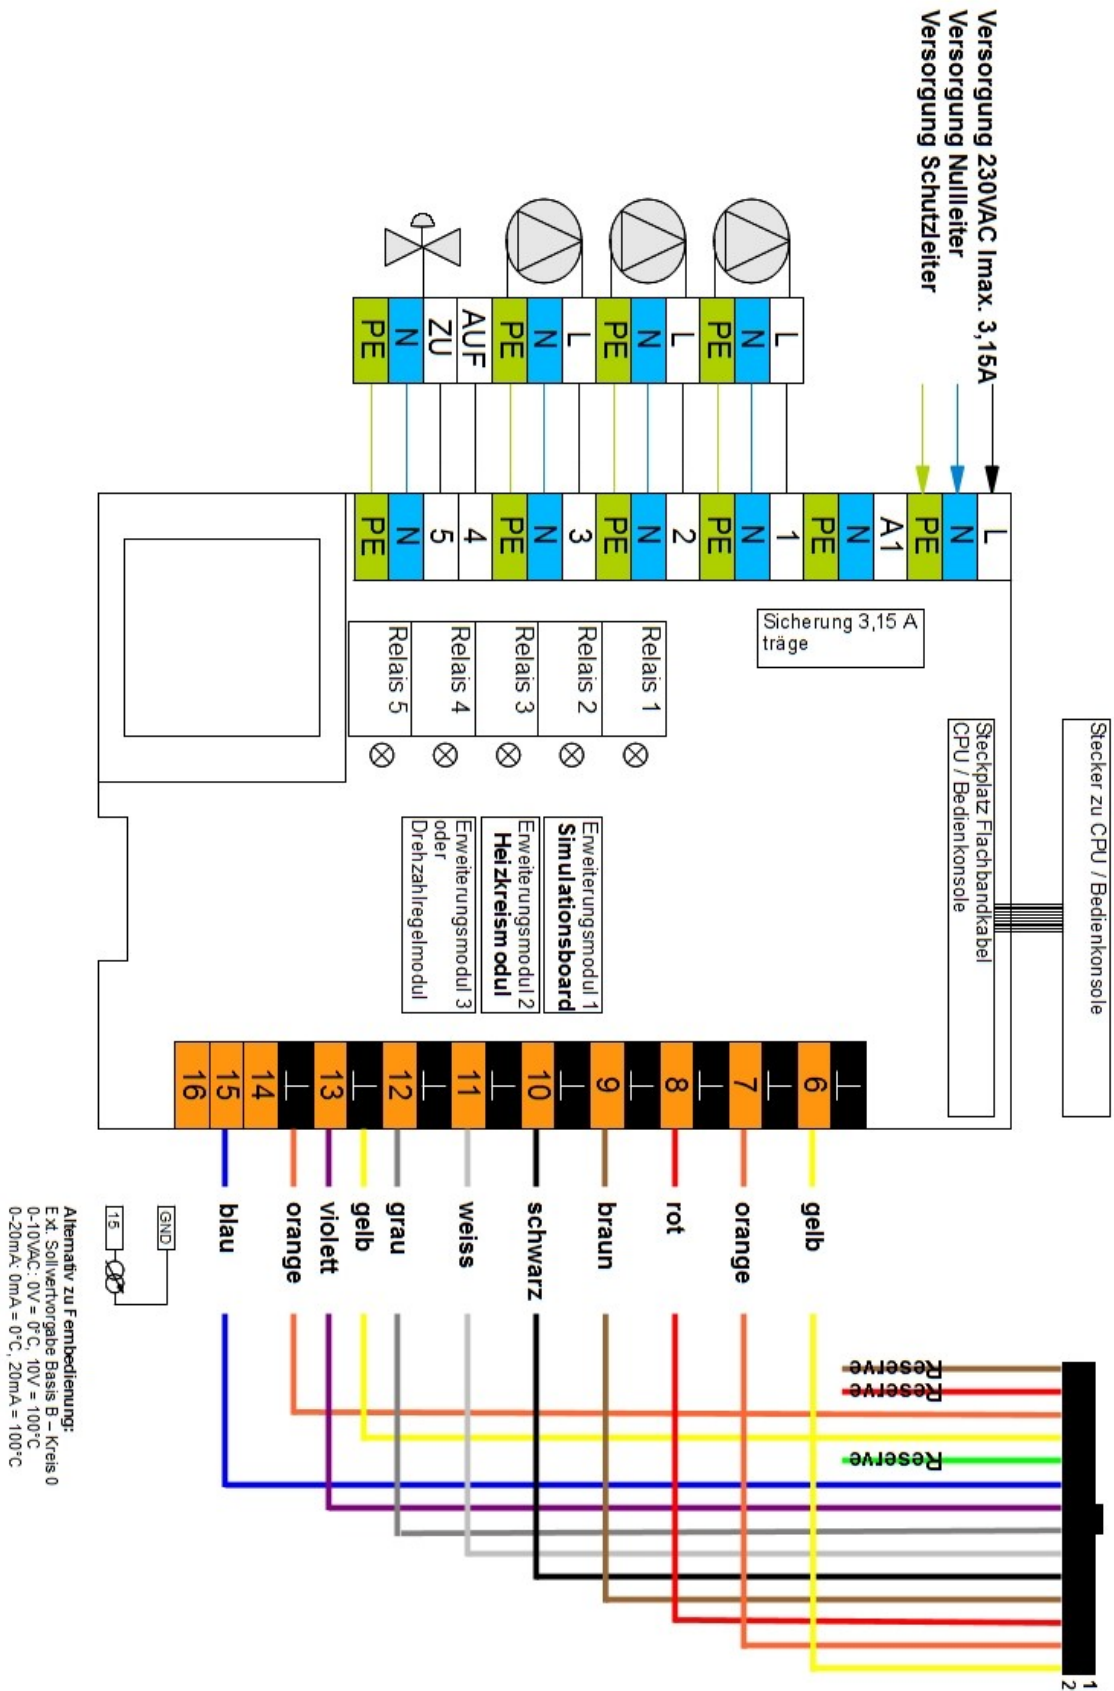 Versorgung 230VAC Imax. 3,15A
Versorgung Nullleiter
Versorgung Schutzleiter
PE
N
ZU
AUF
PE
N
L
PE
N
L
PE
N
L
PE
N
5
4
PE
N
3
PE
N
2
PE
N
1
PE
N
A1
PE
N
L
Sicherung 3,15 A
träge
Relais 1
Relais 2
Relais 3
Relais 4
Relais 5
Stecker zu CPU / Bedienkonsole
Steckplatz Flachbandkabel
CPU / Bedienkonsole
Erweiterungsmodul 1
Simulationsboard
Erweiterungsmodul 2
Heizkreismodul
Erweiterungsmodul 3
oder
Drehzahlregelmodul
16
15
14
13
12
11
10
9
8
7
6
blau
orange
violett
gelb
grau
weiss
schwarz
braun
rot
orange
gelb
Reserve
Reserve
Reserve
1
2
GND
15
Alternativ zu Fernbedienung:
Ext. Sollwertvorgabe Basis B – Kreis 0
0-10VAC: 0V = 0°C, 10V = 100°C
0-20mA: 0mA = 0°C, 20mA = 100°C